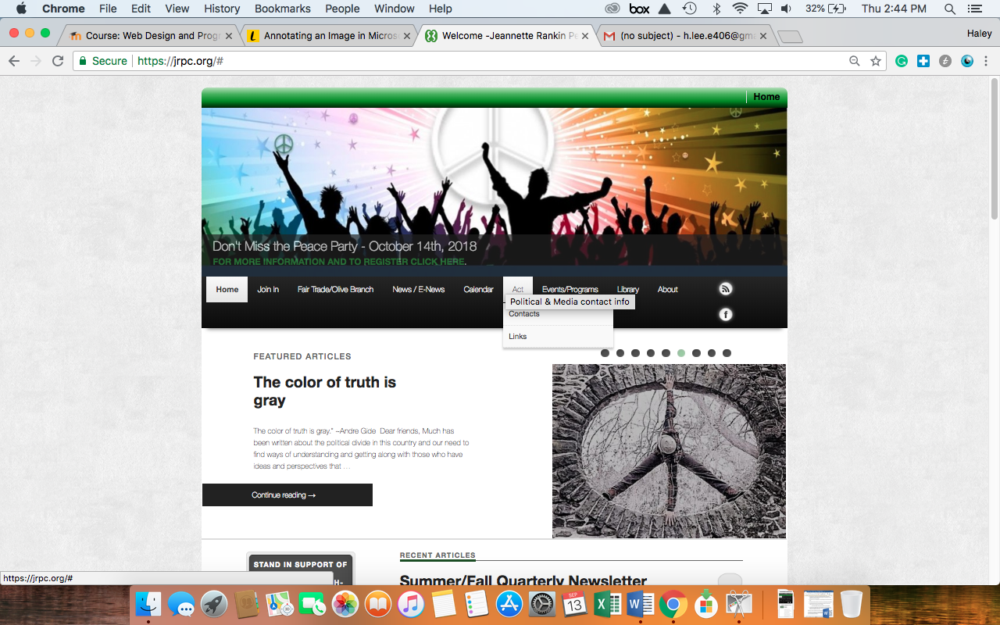 Chrome File Edit View History Bookmarks People Window Help box 32% Thu 2:44 PM
Course: Web Design and Prog
Annotating an Image in Micros
Welcome -Jeannette Rankin Pe
(no subject) - h.lee.e406@gm
Haley
Secure https://jrpc.org/#
Home
Don't Miss the Peace Party - October 14th, 2018
FOR MORE INFORMATION AND TO REGISTER CLICK HERE.
Home Join In Fair Trade/Olive Branch News / E-News Calendar Act Events/Programs Library About
Political & Media contact info
Contacts
Links
FEATURED ARTICLES
The color of truth is
gray
The color of truth is gray." ~Andre Gide Dear friends, Much has
been written about the political divide in this country and our need to
find ways of understanding and getting along with those who have
ideas and perspectives that …
Continue reading →
STAND IN SUPPORT OF
H-
RECENT ARTICLES
Summer/Fall Quarterly Newsletter
https://jrpc.org/#
SEP
13